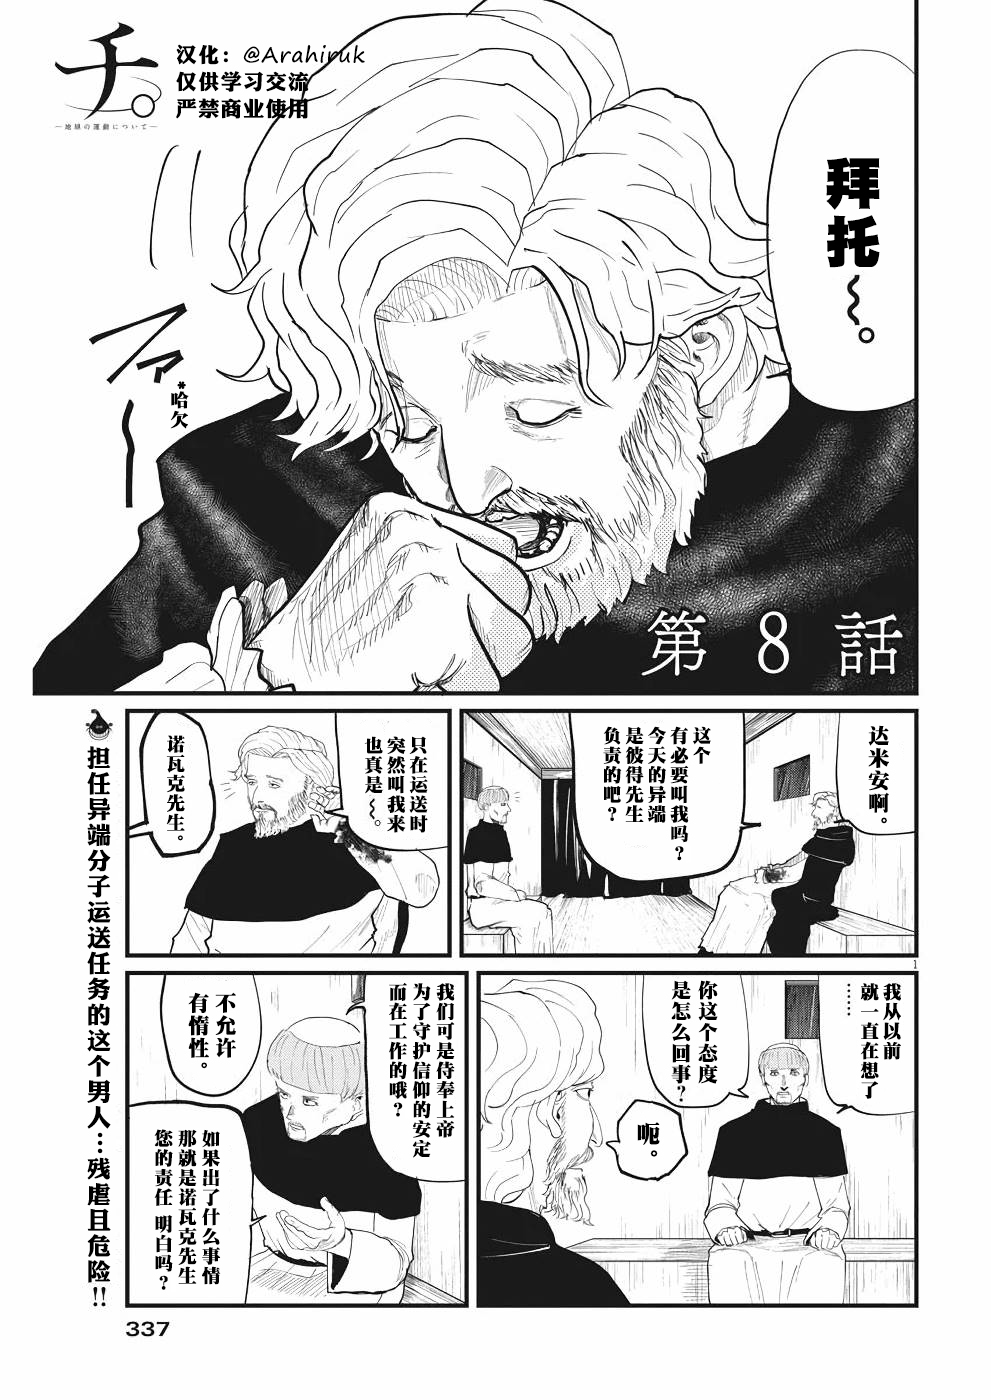 千。
—地球の運動について—
汉化：@Arahiruk
仅供学习交流
严禁商业使用
拜托～。
ファ～
*哈欠
第8話
达米安啊。
这个
有必要叫我吗？
今天的异端
是彼得先生
负责的吧？
只在运送时
突然叫我来
也真是～。
诺瓦克先生。
1
我从以前
就一直在想了
……
你这个态度
是怎么回事？
呃。
我们可是侍奉上帝
为了守护信仰的安定
而在工作的哦？
不允许
有惰性。
如果出了什么事情
那就是诺瓦克先生
您的责任 明白吗？
担任异端分子运送任务的这个男人…残虐且危险!!
337